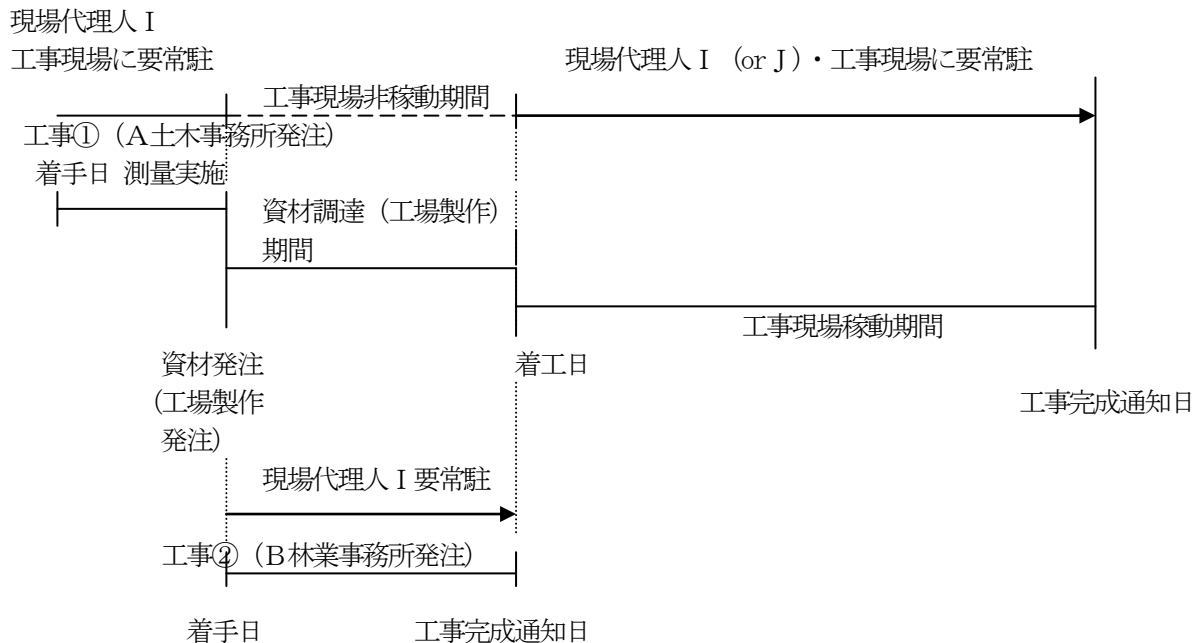 現場代理人Ⅰ
工事現場に要常駐
現場代理人Ⅰ (or J)・工事現場に要常駐
工事現場非稼動期間
工事①（A土木事務所発注）
着手日 測量実施
資材調達（工場製作）
期間
工事現場稼動期間
資材発注
(工場製作
発注)
着工日
工事完成通知日
現場代理人Ⅰ要常駐
工事②（B林業事務所発注）
着手日
工事完成通知日